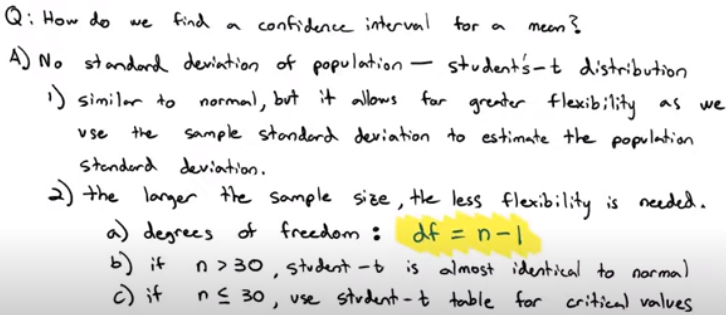 Q: How do we find a confidence interval for a mean?
A) No standard deviation of population — student's-t distribution
1) similar to normal, but it allows for greater flexibility as we
use the sample standard deviation to estimate the population
standard deviation.
2) the larger the sample size, the less flexibility is needed.
a) degrees of freedom: df = n-1
b) if n > 30, student-t is almost identical to normal
c) if n ≤ 30, use student-t table for critical values